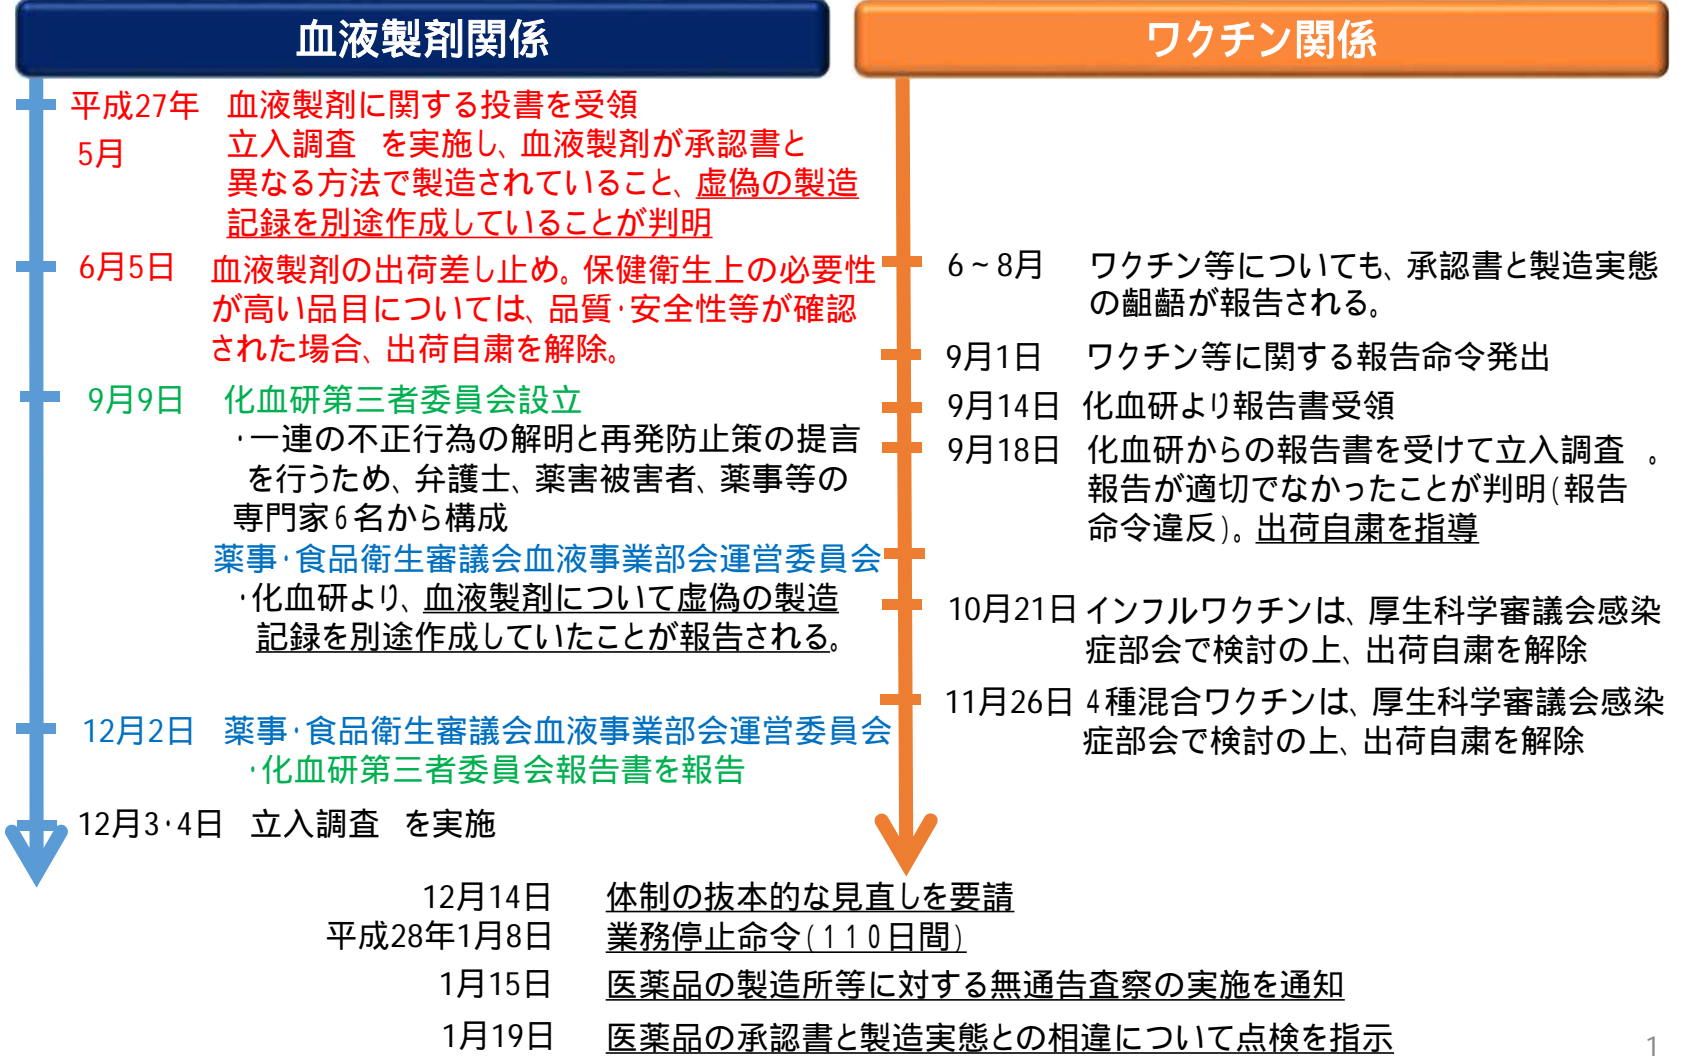 血液製剤関係
平成27年
5月
血液製剤に関する投書を受領
立入調査 を実施し、血液製剤が承認書と
異なる方法で製造されていること、虚偽の製造
記録を別途作成していることが判明
6月5日
血液製剤の出荷差し止め。保健衛生上の必要性
が高い品目については、品質・安全性等が確認
された場合、出荷自粛を解除。
9月9日
化血研第三者委員会設立
・一連の不正行為の解明と再発防止策の提言
を行うため、弁護士、薬害被害者、薬事等の
専門家6名から構成
薬事・食品衛生審議会血液事業部会運営委員会
・化血研より、血液製剤について虚偽の製造
記録を別途作成していたことが報告される。
12月2日
薬事・食品衛生審議会血液事業部会運営委員会
・化血研第三者委員会報告書を報告
12月3・4日 立入調査 を実施
ワクチン関係
6~8月
ワクチン等についても、承認書と製造実態
の齟齬が報告される。
9月1日 ワクチン等に関する報告命令発出
9月14日 化血研より報告書受領
9月18日 化血研からの報告書を受けて立入調査 。
報告が適切でなかったことが判明(報告
命令違反)。出荷自粛を指導
10月21日 インフルワクチンは、厚生科学審議会感染
症部会で検討の上、出荷自粛を解除
11月26日 4種混合ワクチンは、厚生科学審議会感染
症部会で検討の上、出荷自粛を解除
12月14日 体制の抜本的な見直しを要請
平成28年1月8日 業務停止命令(110日間)
1月15日 医薬品の製造所等に対する無通告査察の実施を通知
1月19日 医薬品の承認書と製造実態との相違について点検を指示
1